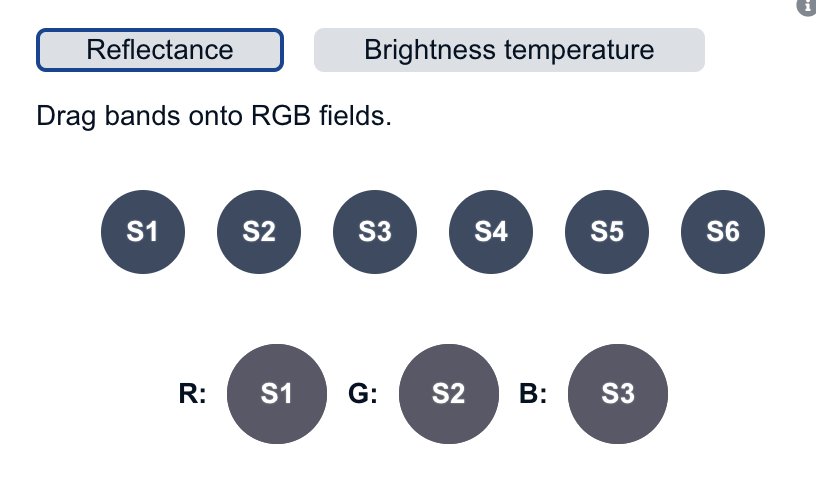 i
Reflectance Brightness temperature
Drag bands onto RGB fields.
S1 S2 S3 S4 S5 S6
R: S1 G: S2 B: S3